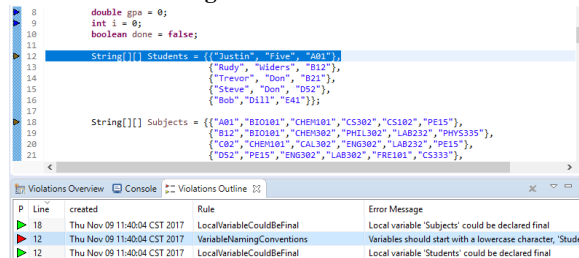 8 double gpa = 0;
9 int i = 0;
10 boolean done = false;
11
12 String[][] Students = {{"Justin", "Five", "A01"},
13 {"Rudy", "Widers", "B12"},
14 {"Trevor", "Don", "B21"},
15 {"Steve", "Don", "D52"},
16 {"Bob","Dill","E41"}};
17
18 String[][] Subjects = {{"A01","BIO101","CHEM101","CS302","CS102","PE15"},
19 {"B12","BIO101","CHEM302","PHIL302","LAB232","PHYS335"},
20 {"C02","CHEM101","CAL302","ENG302","LAB232","PE15"},
21 {"D52","PE15","ENG302","LAB302","FRE101","CS333"},
Violations Overview Console Violations Outline
P Line created Rule Error Message
18 Thu Nov 09 11:40:04 CST 2017 LocalVariableCouldBeFinal Local variable 'Subjects' could be declared final
12 Thu Nov 09 11:40:04 CST 2017 VariableNamingConventions Variables should start with a lowercase character, 'Stude
12 Thu Nov 09 11:40:04 CST 2017 LocalVariableCouldBeFinal Local variable 'Students' could be declared final